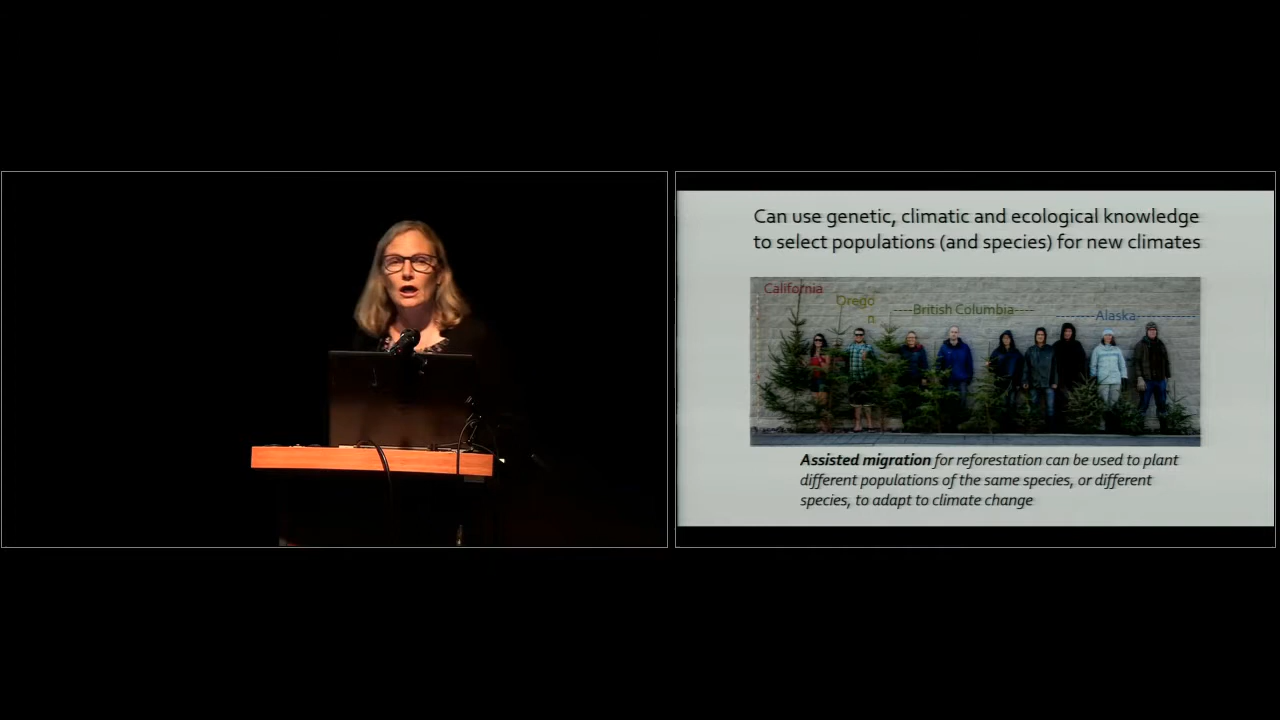 Can use genetic, climatic and ecological knowledge
to select populations (and species) for new climates
California
Orego
n
----British Columbia----
--------Alaska------------
Assisted migration for reforestation can be used to plant
different populations of the same species, or different
species, to adapt to climate change